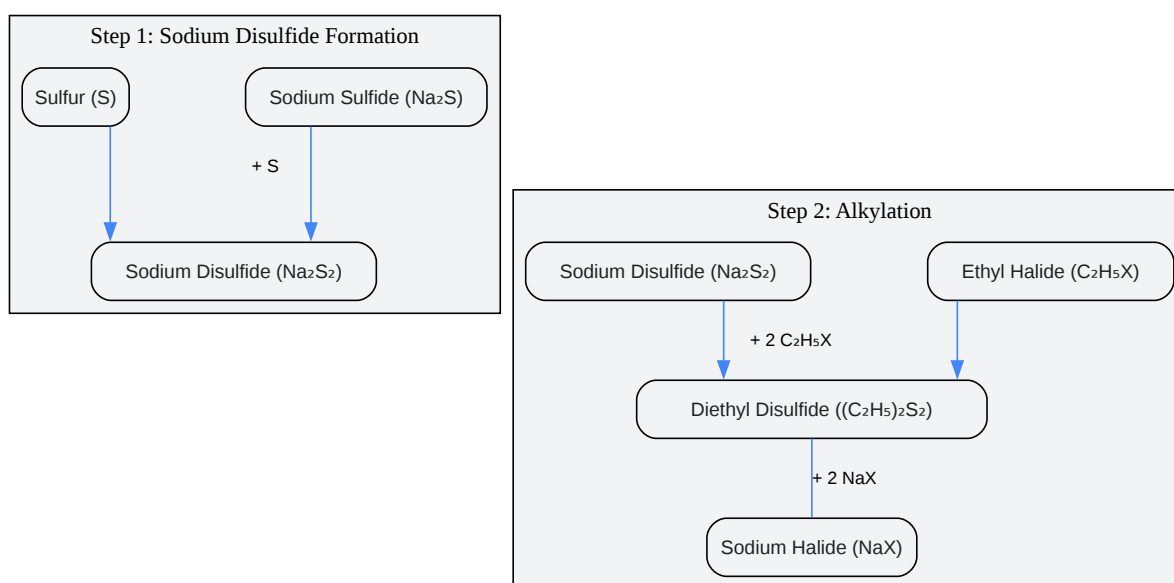 Step 1: Sodium Disulfide Formation
Sulfur (S)
Sodium Sulfide (Na₂S)
+ S
Sodium Disulfide (Na₂S₂)
Step 2: Alkylation
Sodium Disulfide (Na₂S₂)
Ethyl Halide (C₂H₅X)
+ 2 C₂H₅X
Diethyl Disulfide ((C₂H₅)₂S₂)
+ 2 NaX
Sodium Halide (NaX)